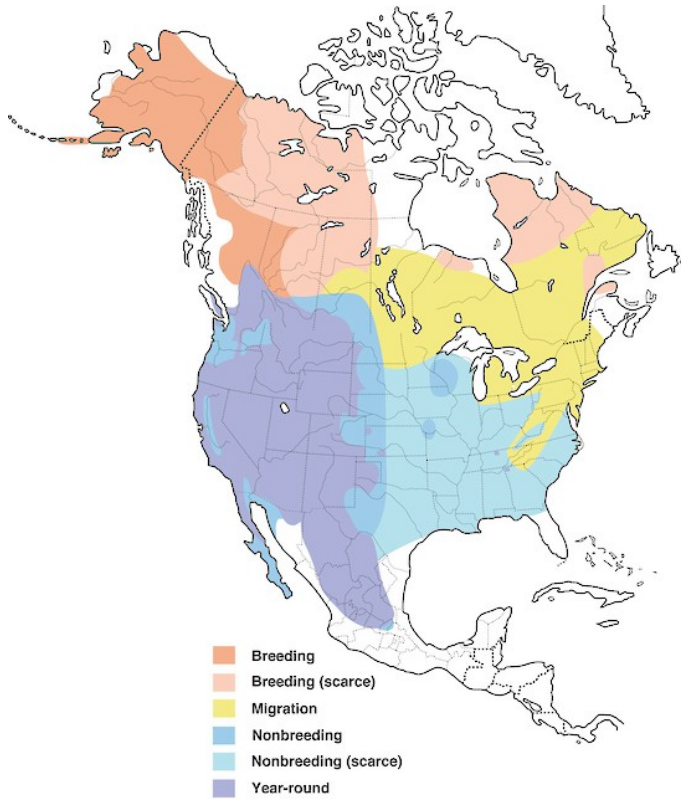 Breeding
Breeding (scarce)
Migration
Nonbreeding
Nonbreeding (scarce)
Year-round